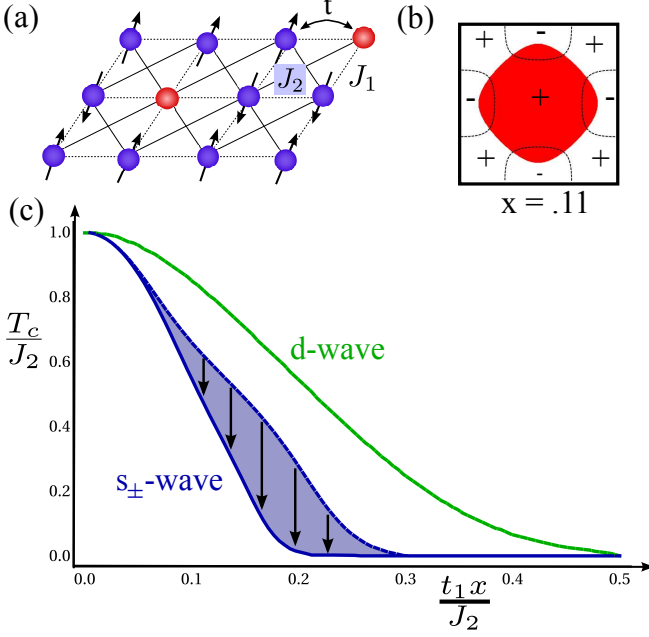 (a)
t
J₂
J₁
(b)
+ - +
- + -
+ - +
x = .11
(c)
1.0
0.8
T_c/J₂
0.6
0.4
0.2
0.0
d-wave
s±-wave
0.0 0.1 0.2 0.3 0.4 0.5
t₁x/J₂